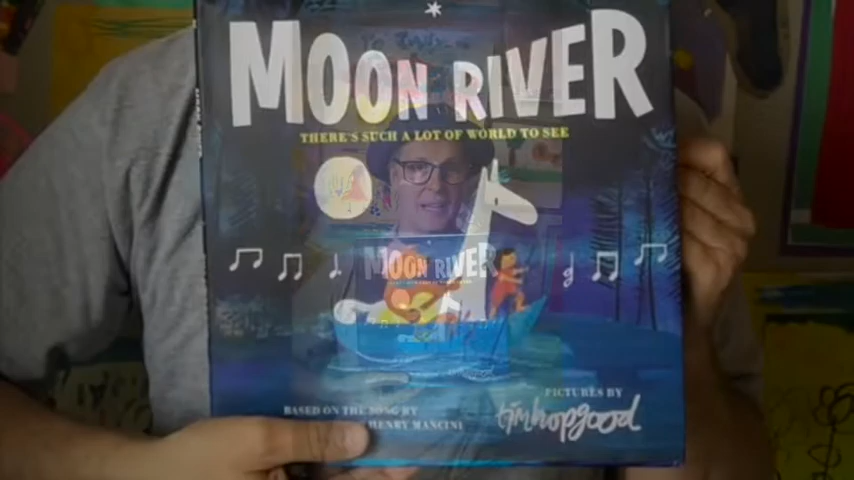 MOON RIVER
THERE'S SUCH A LOT OF WORLD TO SEE
MOON RIVER
BASED ON THE SONG BY
HENRY MANCINI
PICTURES BY
timhopgood